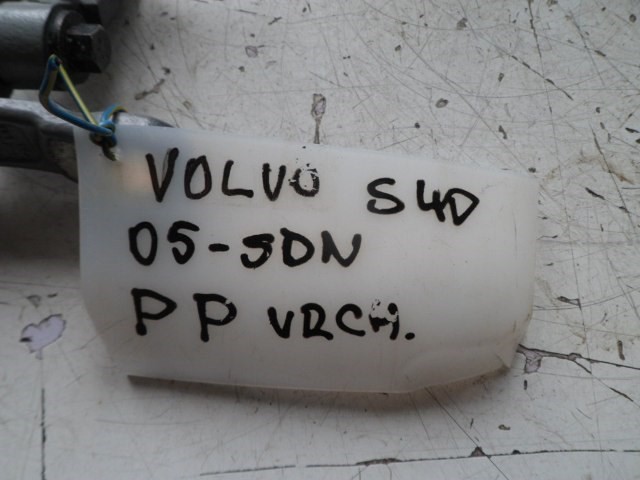 VOLVO S40
05-SDN
PP VRCH.